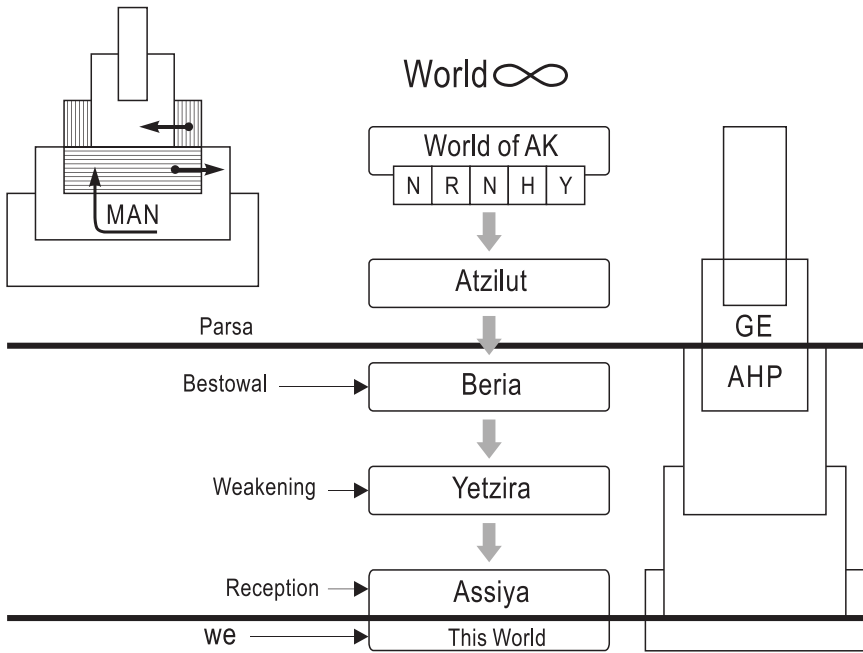 World ∞
World of AK
N R N H Y
MAN
Atzilut
Parsa
GE
Bestowal
Beria
AHP
Weakening
Yetzira
Reception
Assiya
we
This World